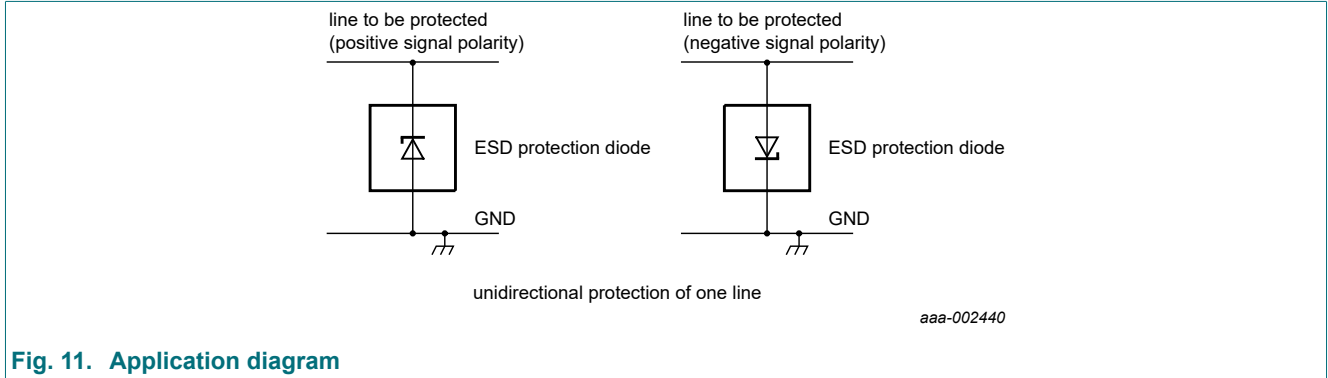 line to be protected
(positive signal polarity)
ESD protection diode
GND
line to be protected
(negative signal polarity)
ESD protection diode
GND
unidirectional protection of one line
aaa-002440
Fig. 11. Application diagram